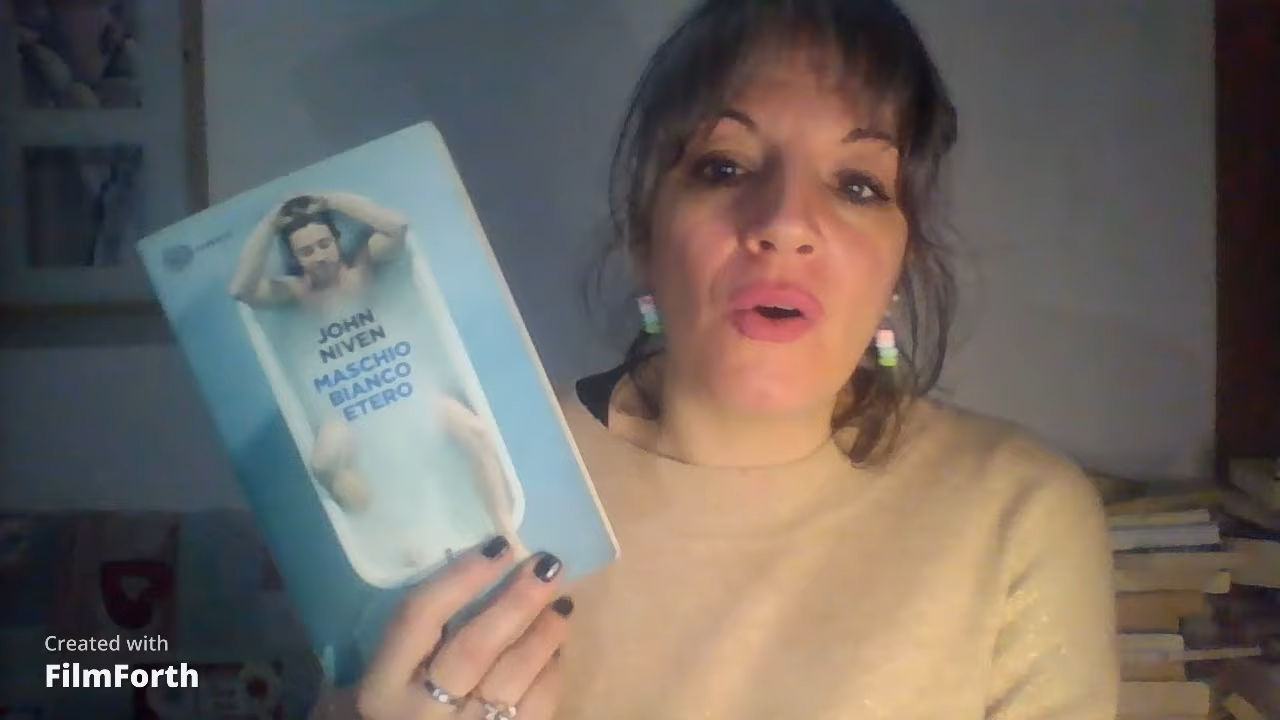 JOHN
NIVEN
MASCHIO
BIANCO
ETERO
Created with
FilmForth